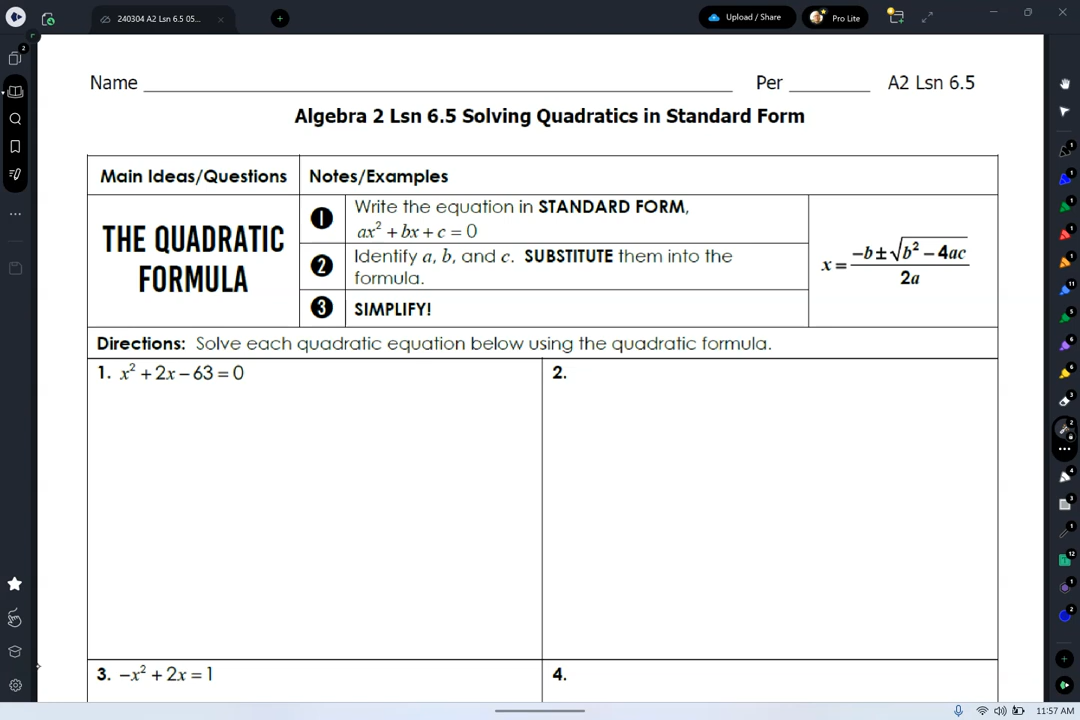 240304 A2 Lsn 6.5 05...
Upload / Share
Pro Lite
Name
Per
A2 Lsn 6.5
Algebra 2 Lsn 6.5 Solving Quadratics in Standard Form
Main Ideas/Questions
Notes/Examples
THE QUADRATIC
FORMULA
1
Write the equation in STANDARD FORM,
ax² + bx + c = 0
2
Identify a, b, and c. SUBSTITUTE them into the
formula.
3
SIMPLIFY!
x = −b ± √b² − 4ac
2a
Directions: Solve each quadratic equation below using the quadratic formula.
1. x² + 2x − 63 = 0
2.
3. −x² + 2x = 1
4.
11:57 AM